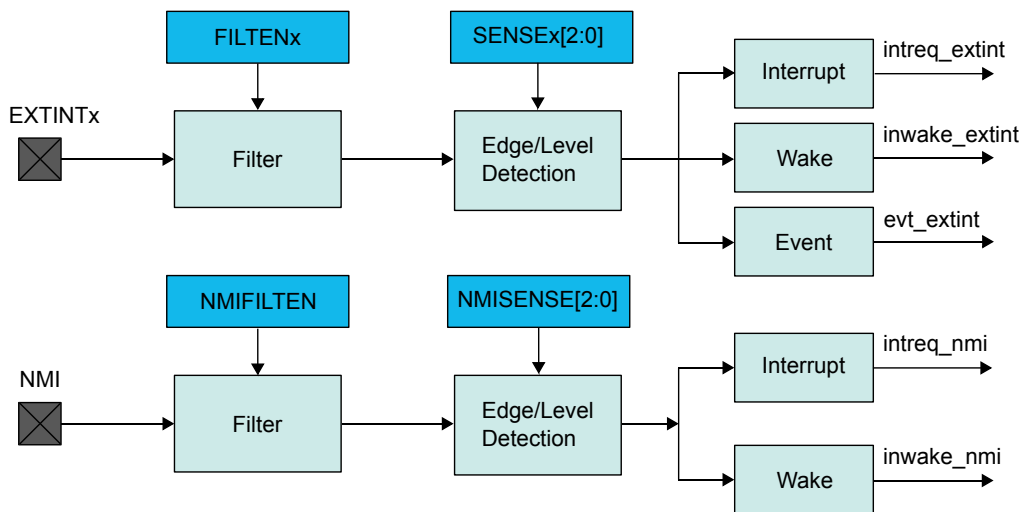 FILTENx
SENSEx[2:0]
intreq_extint
Interrupt
EXTINTx
Filter
Edge/Level
Detection
inwake_extint
Wake
evt_extint
Event
NMIFILTEN
NMISENSE[2:0]
intreq_nmi
Interrupt
NMI
Filter
Edge/Level
Detection
inwake_nmi
Wake